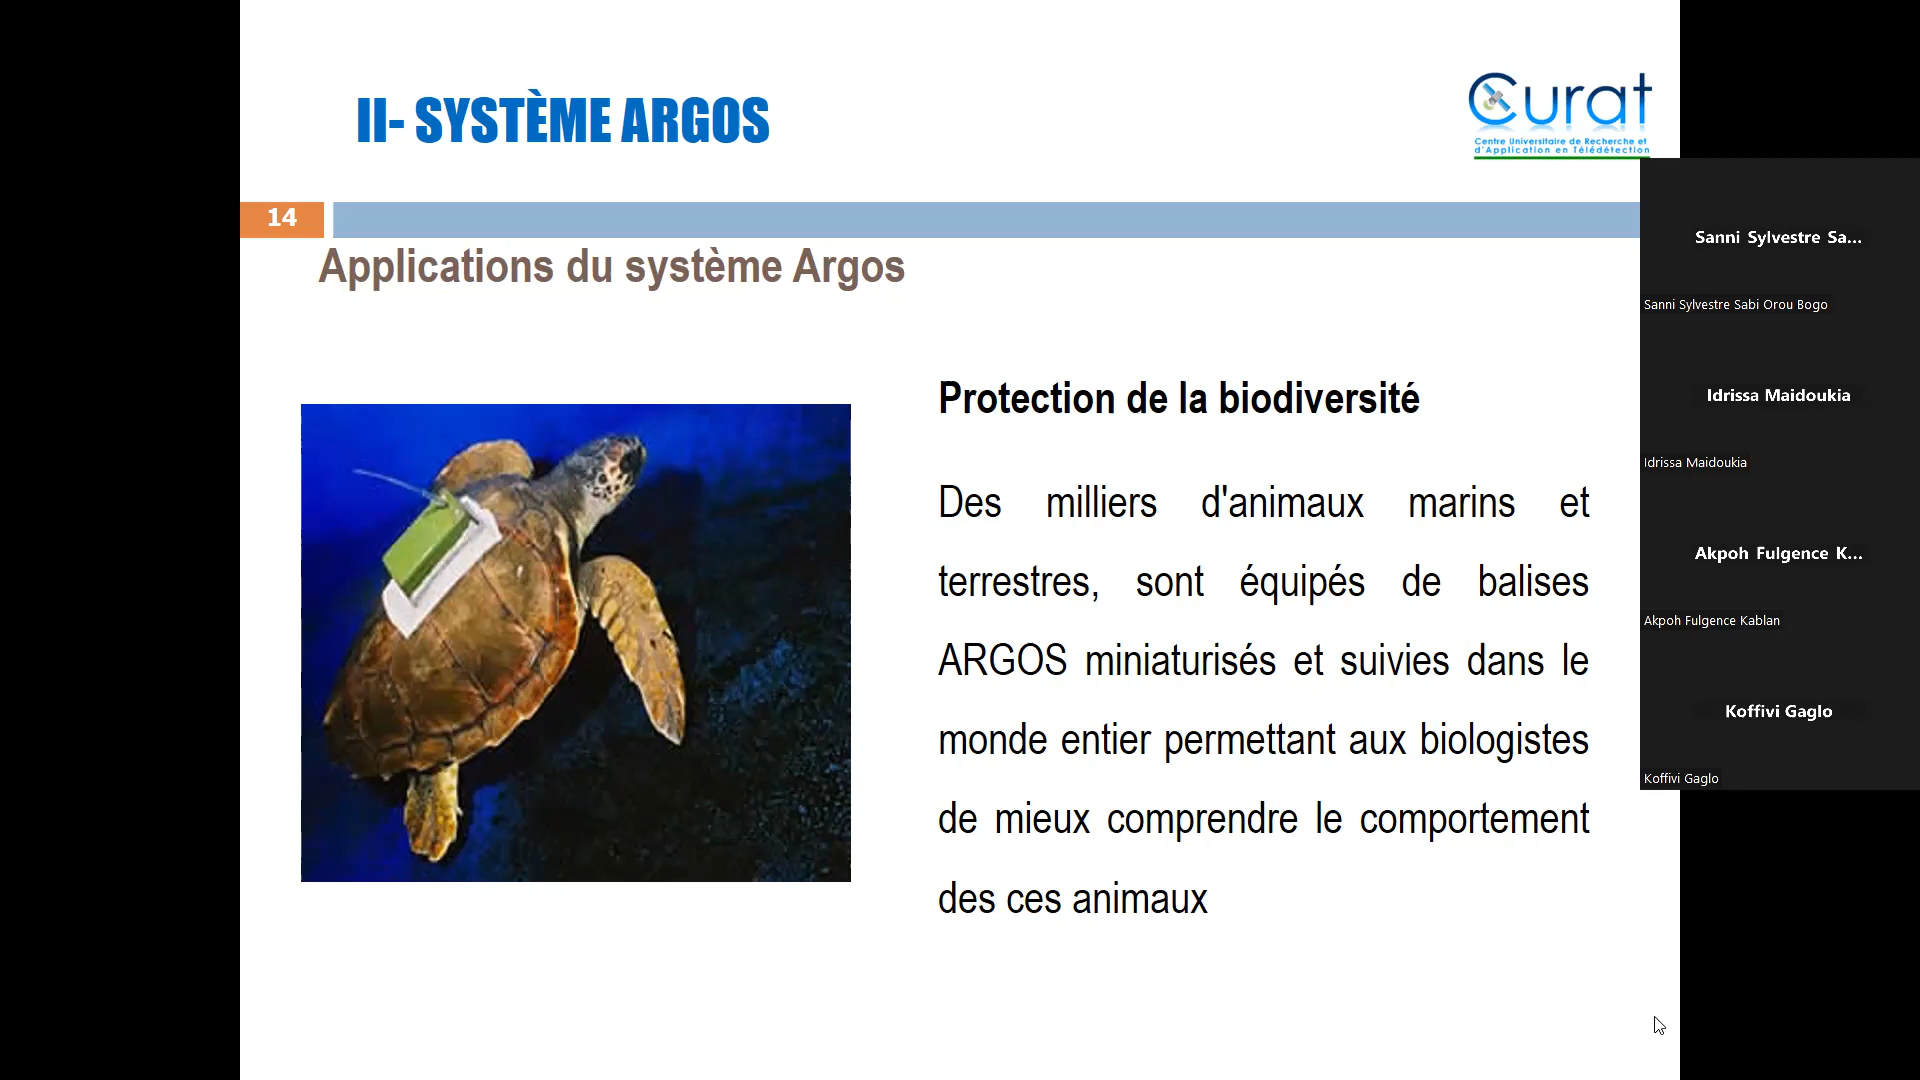 II- SYSTÈME ARGOS
Curat
Centre Universitaire de Recherche et
d'Application en Télédétection
14
Applications du système Argos
Protection de la biodiversité
Des milliers d'animaux marins et
terrestres, sont équipés de balises
ARGOS miniaturisés et suivies dans le
monde entier permettant aux biologistes
de mieux comprendre le comportement
des ces animaux
Sanni Sylvestre Sa...
Sanni Sylvestre Sabi Orou Bogo
Idrissa Maidoukia
Idrissa Maidoukia
Akpoh Fulgence K...
Akpoh Fulgence Kablan
Koffivi Gaglo
Koffivi Gaglo